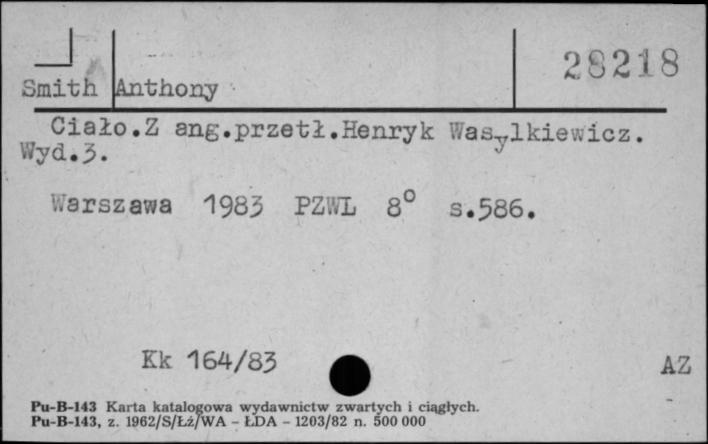 28218
Smith Anthony
Ciało.Z ang.przetł.Henryk Wasylkiewicz.
Wyd.3.
Warszawa 1983 PZWL 8° s.586.
Kk 164/83
AZ
Pu-B-143 Karta katalogowa wydawnictw zwartych i ciągłych.
Pu-B-143, z. 1962/S/Łź/WA - ŁDA - 1203/82 n. 500 000